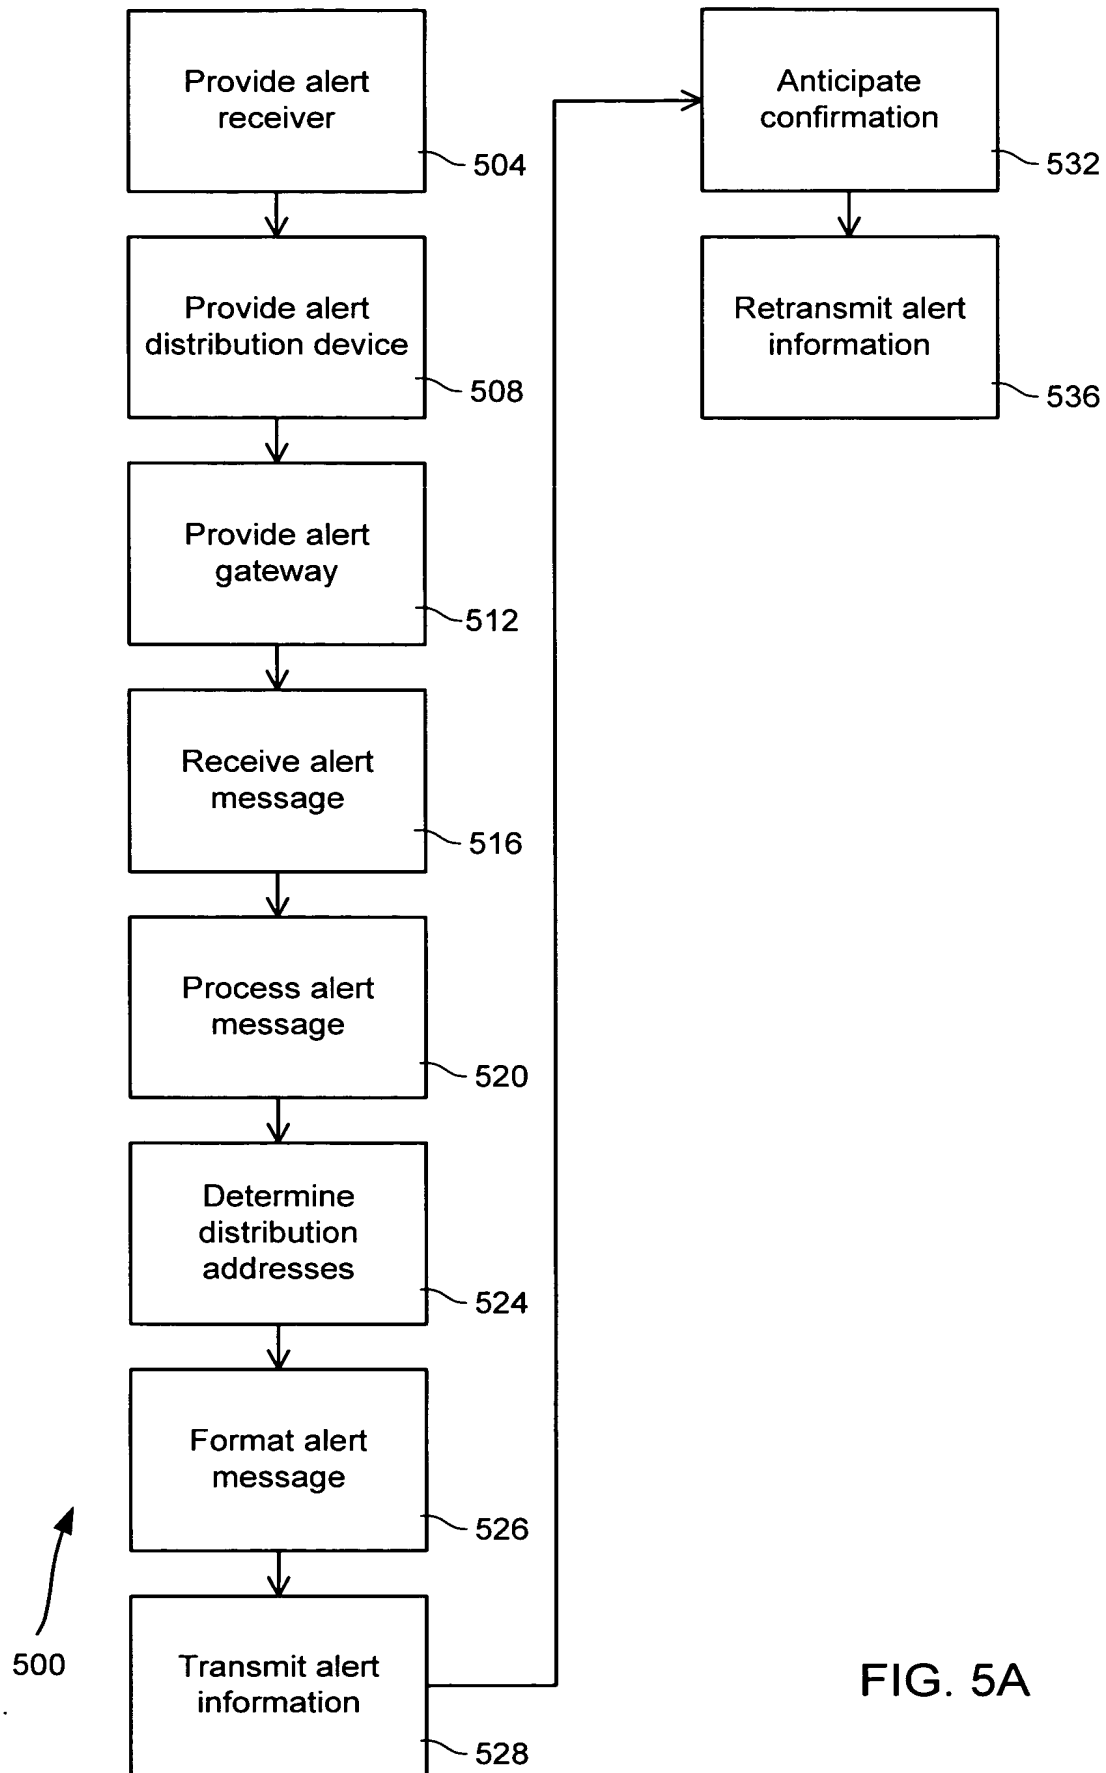 Provide alert
receiver
504
Provide alert
distribution device
508
Provide alert
gateway
512
Receive alert
message
516
Process alert
message
520
Determine
distribution
addresses
524
Format alert
message
526
Transmit alert
information
528
500
Anticipate
confirmation
532
Retransmit alert
information
536
FIG. 5A